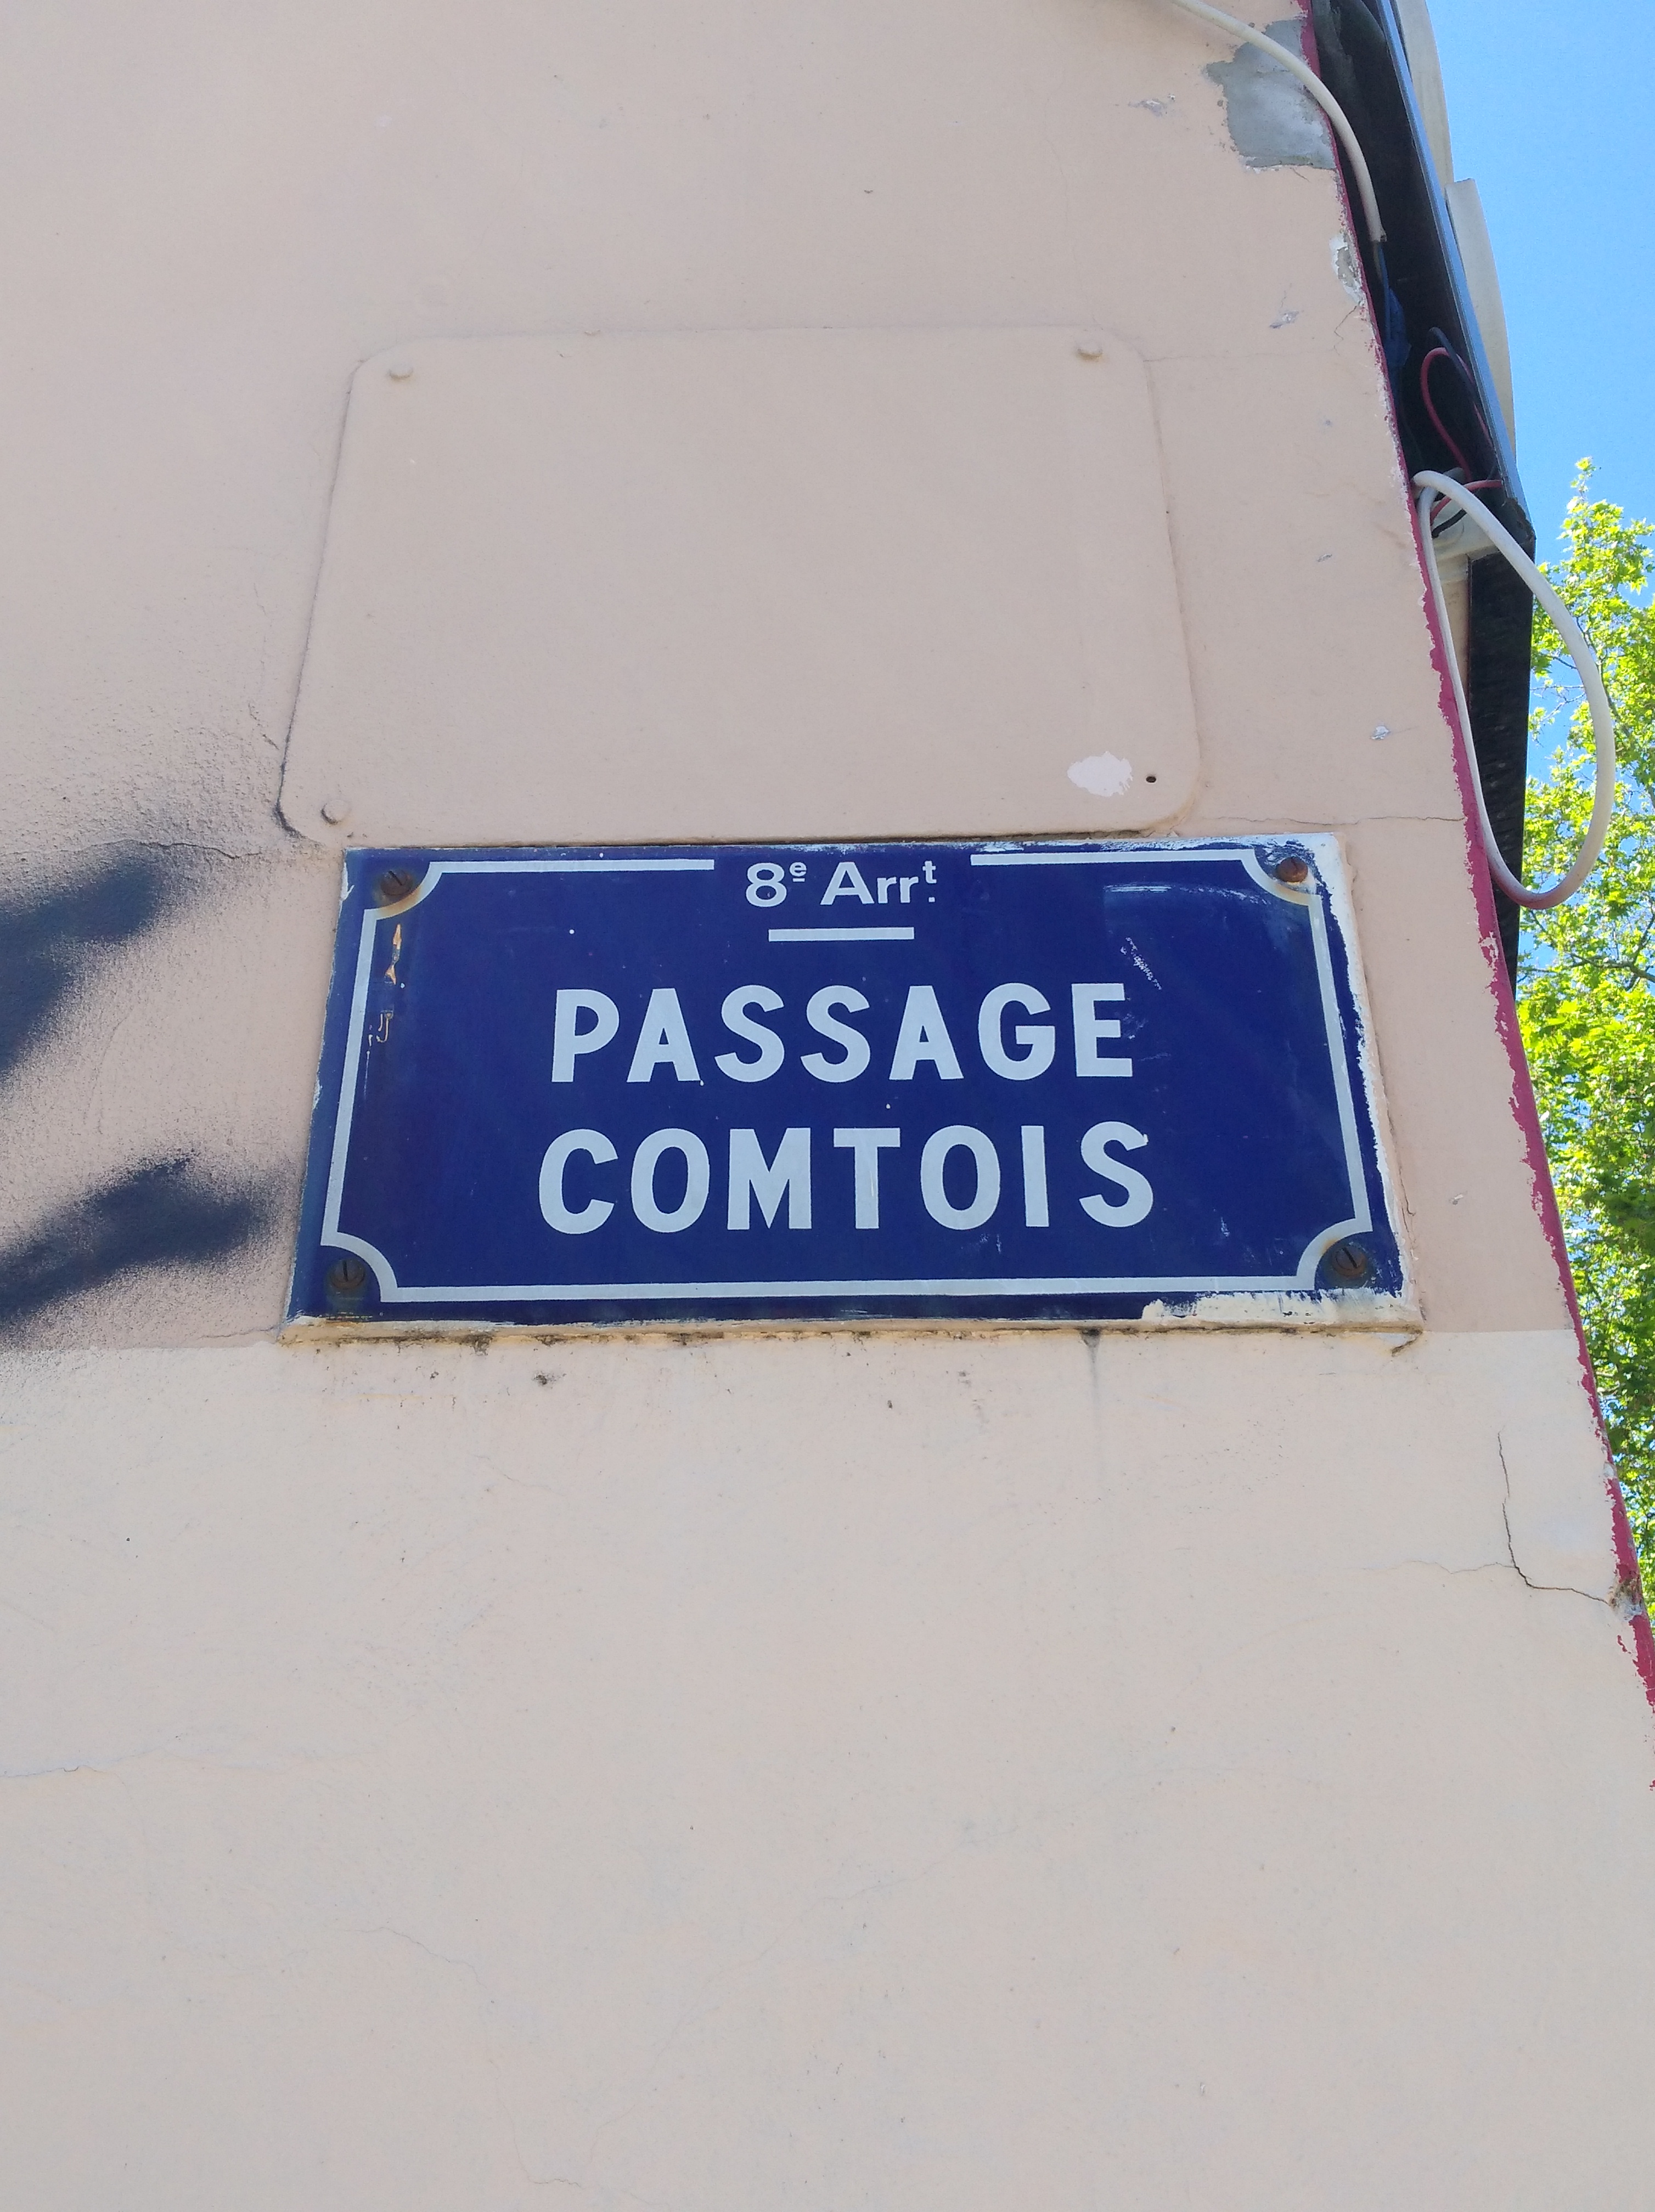 8e Arrt.
PASSAGE
COMTOIS